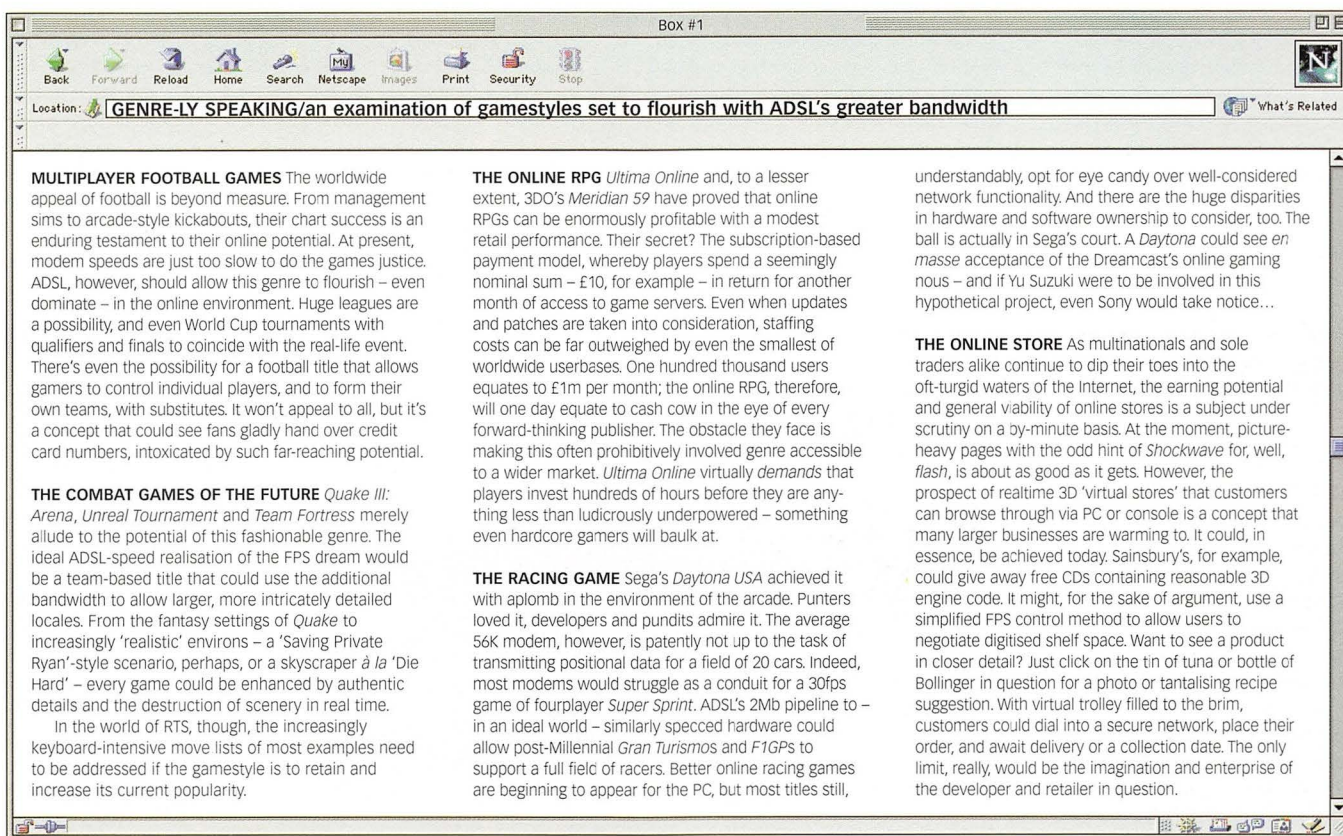 Box #1
Back Forward Reload Home Search Netscape Images Print Security Stop
My
N
Location: GENRE-LY SPEAKING/an examination of gamestyles set to flourish with ADSL's greater bandwidth
What's Related
MULTIPLAYER FOOTBALL GAMES The worldwide
appeal of football is beyond measure. From management
sims to arcade-style kickabouts, their chart success is an
enduring testament to their online potential. At present,
modem speeds are just too slow to do the games justice.
ADSL, however, should allow this genre to flourish – even
dominate – in the online environment. Huge leagues are
a possibility, and even World Cup tournaments with
qualifiers and finals to coincide with the real-life event.
There's even the possibility for a football title that allows
gamers to control individual players, and to form their
own teams, with substitutes. It won't appeal to all, but it's
a concept that could see fans gladly hand over credit
card numbers, intoxicated by such far-reaching potential.
THE COMBAT GAMES OF THE FUTURE Quake III:
Arena, Unreal Tournament and Team Fortress merely
allude to the potential of this fashionable genre. The
ideal ADSL-speed realisation of the FPS dream would
be a team-based title that could use the additional
bandwidth to allow larger, more intricately detailed
locales. From the fantasy settings of Quake to
increasingly 'realistic' environs – a 'Saving Private
Ryan'-style scenario, perhaps, or a skyscraper à la 'Die
Hard' – every game could be enhanced by authentic
details and the destruction of scenery in real time.
In the world of RTS, though, the increasingly
keyboard-intensive move lists of most examples need
to be addressed if the gamestyle is to retain and
increase its current popularity.
THE ONLINE RPG Ultima Online and, to a lesser
extent, 3DO's Meridian 59 have proved that online
RPGs can be enormously profitable with a modest
retail performance. Their secret? The subscription-based
payment model, whereby players spend a seemingly
nominal sum – £10, for example – in return for another
month of access to game servers. Even when updates
and patches are taken into consideration, staffing
costs can be far outweighed by even the smallest of
worldwide userbases. One hundred thousand users
equates to £1m per month; the online RPG, therefore,
will one day equate to cash cow in the eye of every
forward-thinking publisher. The obstacle they face is
making this often prohibitively involved genre accessible
to a wider market. Ultima Online virtually demands that
players invest hundreds of hours before they are any-
thing less than ludicrously underpowered – something
even hardcore gamers will baulk at.
THE RACING GAME Sega's Daytona USA achieved it
with aplomb in the environment of the arcade. Punters
loved it, developers and pundits admire it. The average
56K modem, however, is patently not up to the task of
transmitting positional data for a field of 20 cars. Indeed,
most modems would struggle as a conduit for a 30fps
game of fourplayer Super Sprint. ADSL's 2Mb pipeline to –
in an ideal world – similarly specced hardware could
allow post-Millennial Gran Turismos and F1GPs to
support a full field of racers. Better online racing games
are beginning to appear for the PC, but most titles still,
understandably, opt for eye candy over well-considered
network functionality. And there are the huge disparities
in hardware and software ownership to consider, too. The
ball is actually in Sega's court. A Daytona could see en
masse acceptance of the Dreamcast's online gaming
nous – and if Yu Suzuki were to be involved in this
hypothetical project, even Sony would take notice...
THE ONLINE STORE As multinationals and sole
traders alike continue to dip their toes into the
oft-turgid waters of the Internet, the earning potential
and general viability of online stores is a subject under
scrutiny on a by-minute basis. At the moment, picture-
heavy pages with the odd hint of Shockwave for, well,
flash, is about as good as it gets. However, the
prospect of realtime 3D 'virtual stores' that customers
can browse through via PC or console is a concept that
many larger businesses are warming to. It could, in
essence, be achieved today. Sainsbury's, for example,
could give away free CDs containing reasonable 3D
engine code. It might, for the sake of argument, use a
simplified FPS control method to allow users to
negotiate digitised shelf space. Want to see a product
in closer detail? Just click on the tin of tuna or bottle of
Bollinger in question for a photo or tantalising recipe
suggestion. With virtual trolley filled to the brim,
customers could dial into a secure network, place their
order, and await delivery or a collection date. The only
limit, really, would be the imagination and enterprise of
the developer and retailer in question.